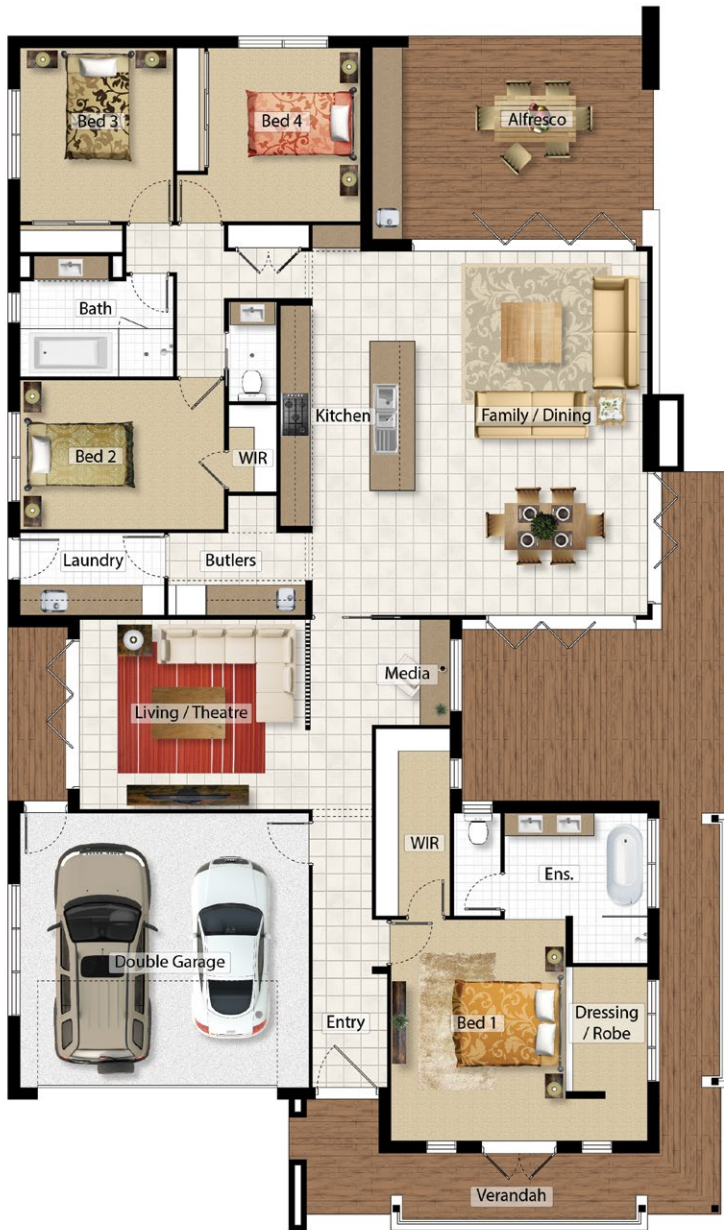 Bed 3
Bed 4
Alfresco
Bath
Kitchen
Family / Dining
Bed 2
WIR
Laundry
Butlers
Media
Living / Theatre
WIR
Ens.
Double Garage
Entry
Bed 1
Dressing
/ Robe
Verandah